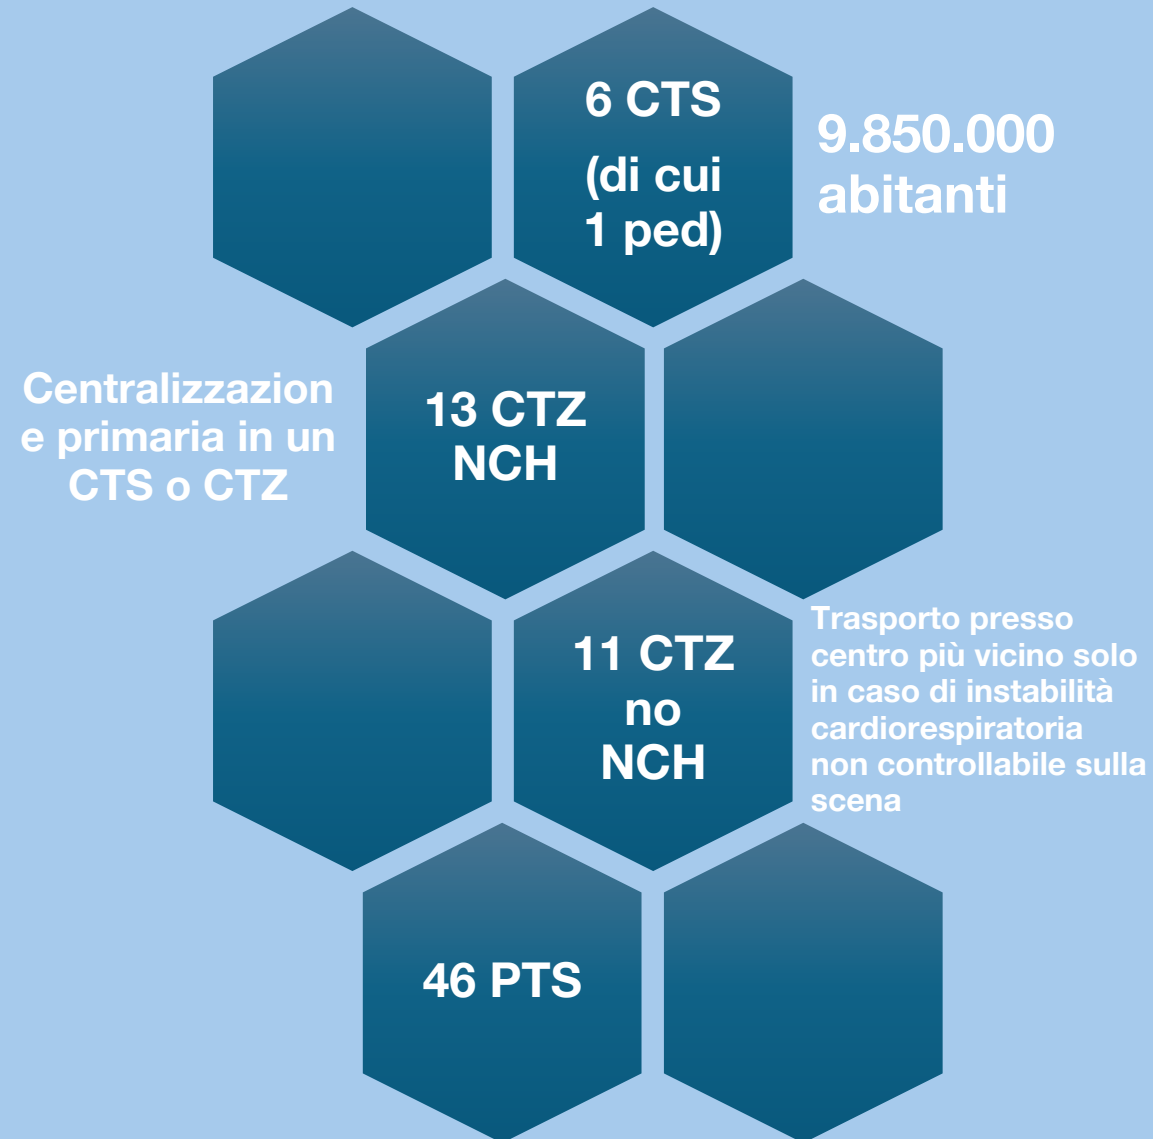 6 CTS
(di cui
1 ped)
9.850.000
abitanti
Centralizzazion
e primaria in un
CTS o CTZ
13 CTZ
NCH
11 CTZ
no
NCH
Trasporto presso
centro più vicino solo
in caso di instabilità
cardiorespiratoria
non controllabile sulla
scena
46 PTS